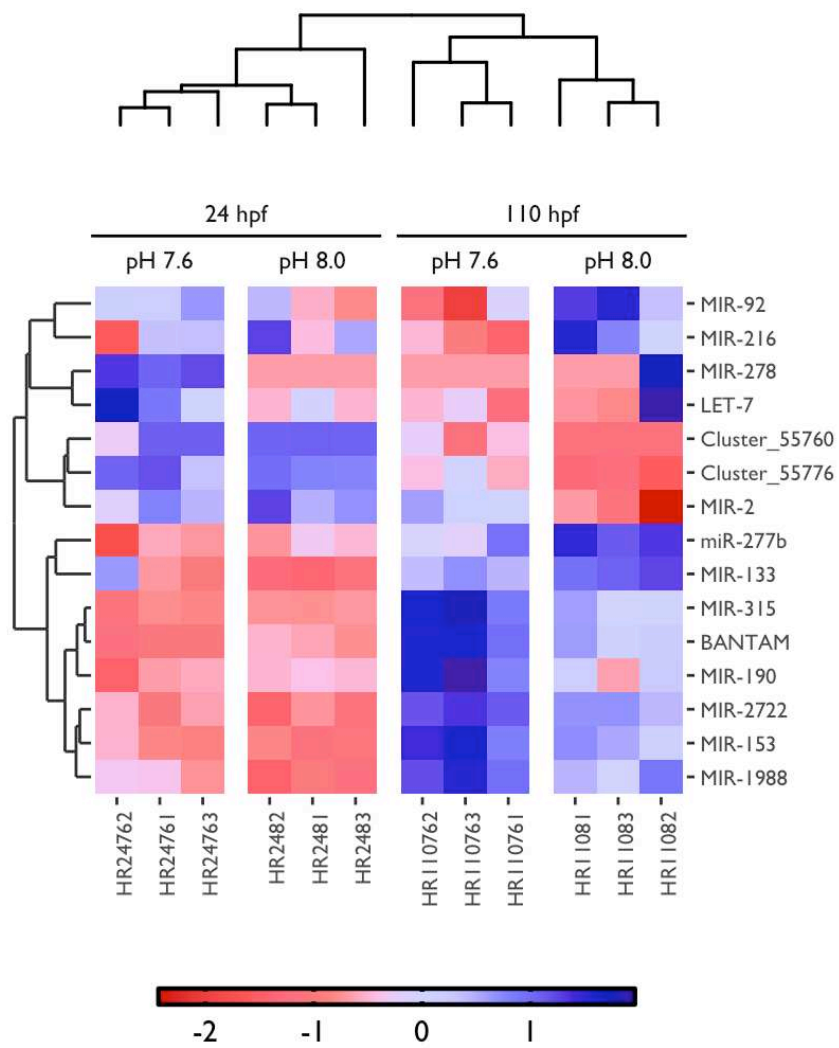 24 hpf 110 hpf
pH 7.6 pH 8.0 pH 7.6 pH 8.0
MIR-92
MIR-216
MIR-278
LET-7
Cluster_55760
Cluster_55776
MIR-2
miR-277b
MIR-133
MIR-315
BANTAM
MIR-190
MIR-2722
MIR-153
MIR-1988
HR24762 HR24761 HR24763 HR2482 HR2481 HR2483 HR110762 HR110763 HR110761 HR11081 HR11083 HR11082
-2 -1 0 1